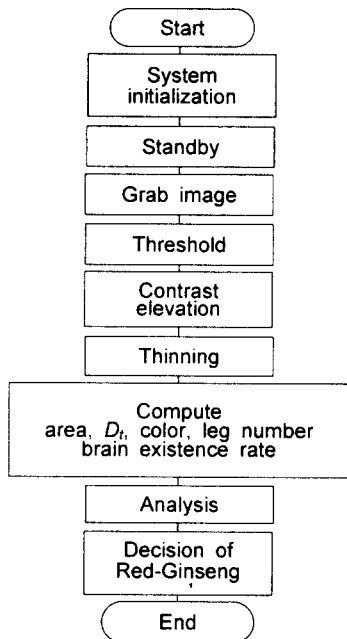 Start
System
initialization
Standby
Grab image
Threshold
Contrast
elevation
Thinning
Compute
area, Dt, color, leg number
brain existence rate
Analysis
Decision of
Red-Ginseng
End